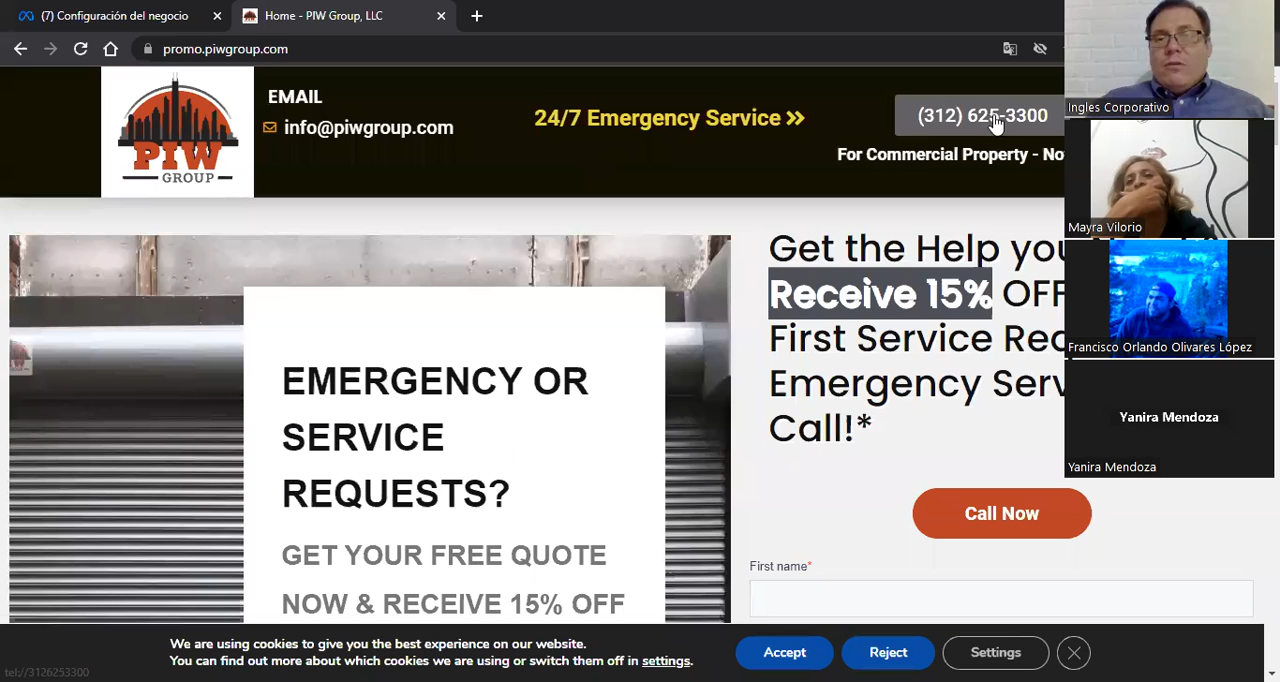 (7) Configuración del negocio
Home - PIW Group, LLC
promo.piwgroup.com
PIW
GROUP
EMAIL
info@piwgroup.com
24/7 Emergency Service
(312) 625-3300
For Commercial Property - No
Ingles Corporativo
Mayra Vilorio
Francisco Orlando Olivares López
Yanira Mendoza
Yanira Mendoza
EMERGENCY OR
SERVICE
REQUESTS?
GET YOUR FREE QUOTE
NOW & RECEIVE 15% OFF
Get the Help you
Receive 15% OFF
First Service Req
Emergency Serv
Call!*
Call Now
First name*
We are using cookies to give you the best experience on our website.
You can find out more about which cookies we are using or switch them off in settings.
Accept
Reject
Settings
tel://3126253300